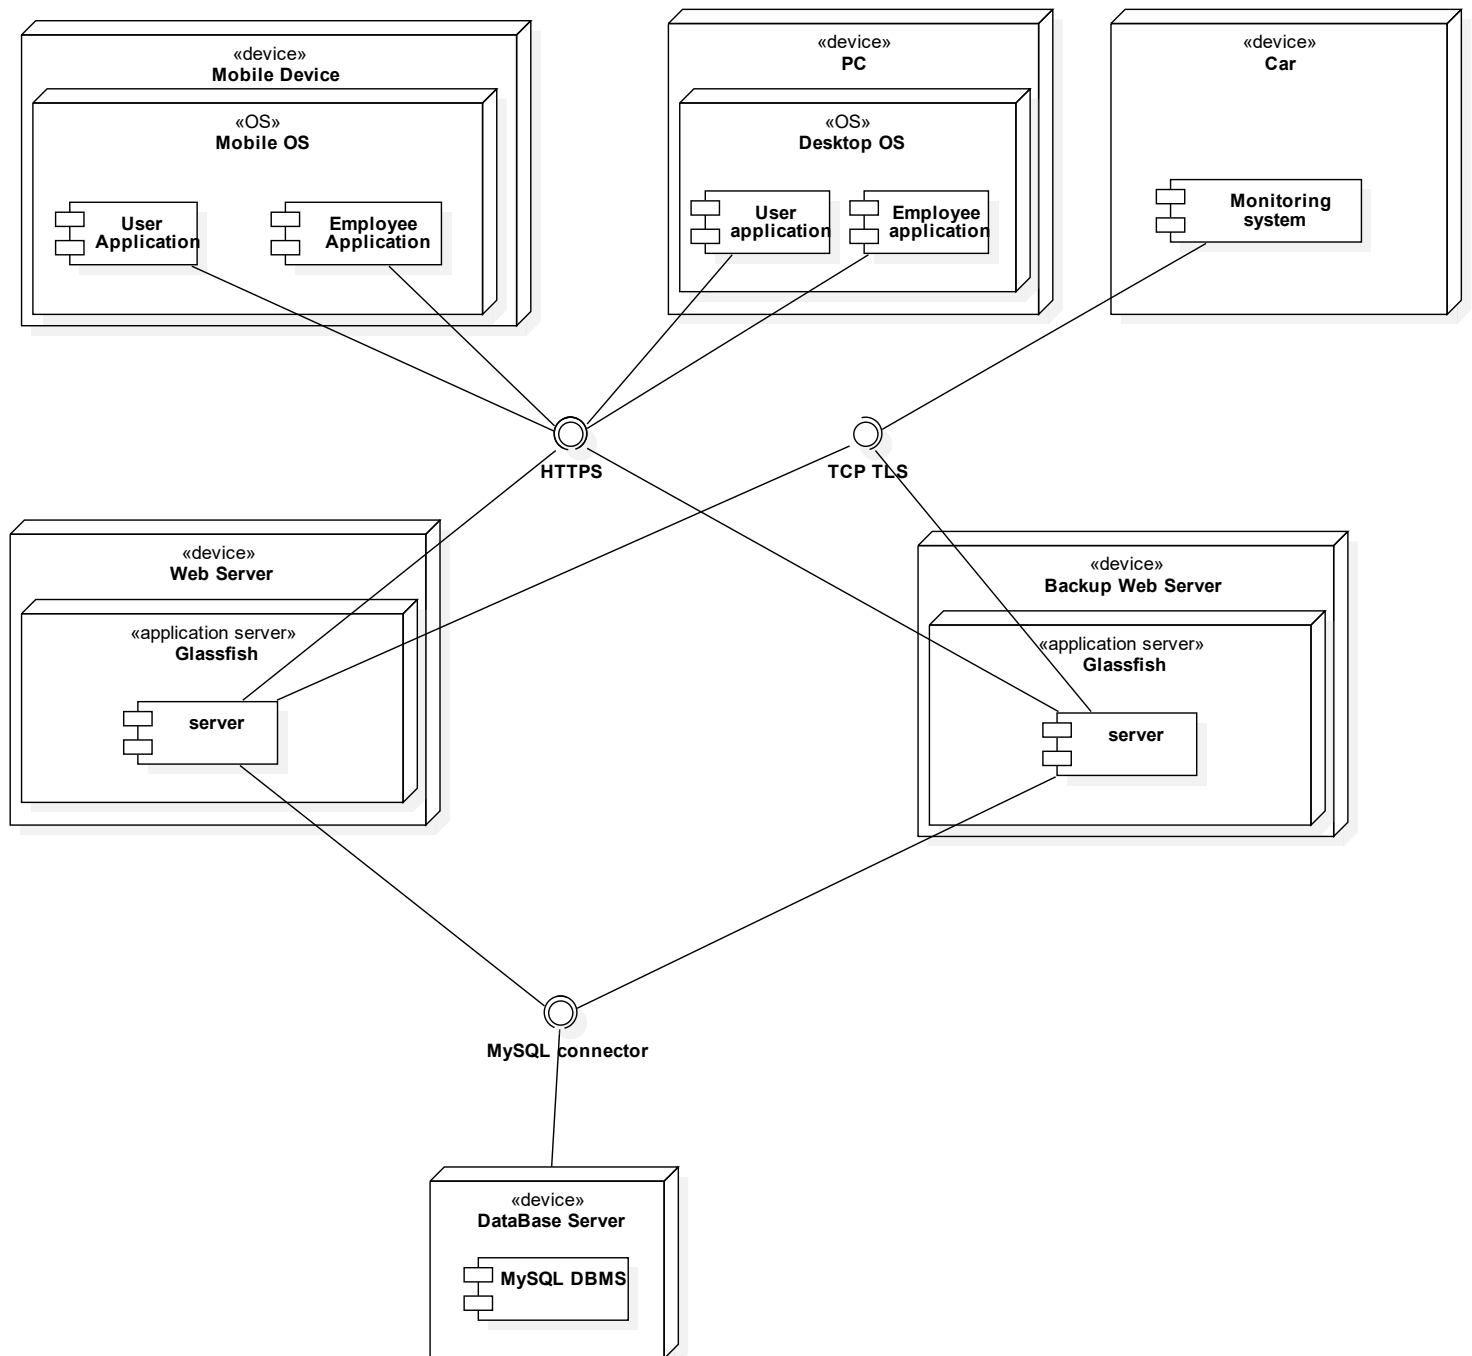 «device»
Mobile Device
«OS»
Mobile OS
User
Application
Employee
Application
«device»
PC
«OS»
Desktop OS
User
application
Employee
application
«device»
Car
Monitoring
system
HTTPS
TCP TLS
«device»
Web Server
«application server»
Glassfish
server
«device»
Backup Web Server
«application server»
Glassfish
server
MySQL connector
«device»
DataBase Server
MySQL DBMS